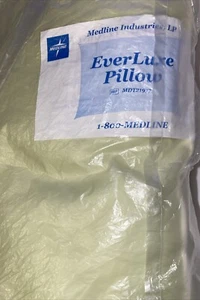 Medline Industries, LP
EverLuxe
Pillow
1-800-MEDLINE